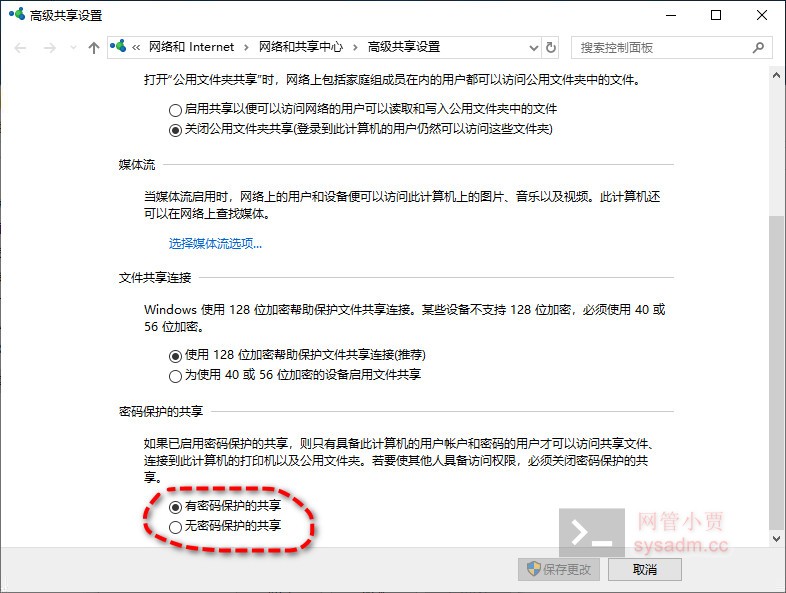 高级共享设置
« 网络和 Internet > 网络和共享中心 > 高级共享设置
搜索控制面板
打开“公用文件夹共享”时，网络上包括家庭组成员在内的用户都可以访问公用文件夹中的文件。
启用共享以便可以访问网络的用户可以读取和写入公用文件夹中的文件
关闭公用文件夹共享(登录到此计算机的用户仍然可以访问这些文件夹)
媒体流
当媒体流启用时，网络上的用户和设备便可以访问此计算机上的图片、音乐以及视频。此计算机还
可以在网络上查找媒体。
选择媒体流选项...
文件共享连接
Windows 使用 128 位加密帮助保护文件共享连接。某些设备不支持 128 位加密，必须使用 40 或
56 位加密。
使用 128 位加密帮助保护文件共享连接(推荐)
为使用 40 或 56 位加密的设备启用文件共享
密码保护的共享
如果已启用密码保护的共享，则只有具备此计算机的用户帐户和密码的用户才可以访问共享文件、
连接到此计算机的打印机以及公用文件夹。若要使其他人具备访问权限，必须关闭密码保护的共
享。
有密码保护的共享
无密码保护的共享
网管小贾
sysadm.cc
保存更改
取消